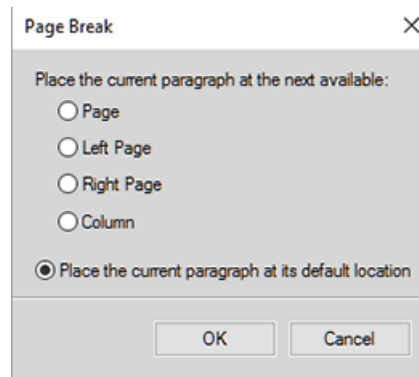 Page Break
Place the current paragraph at the next available:
Page
Left Page
Right Page
Column
Place the current paragraph at its default location
OK
Cancel